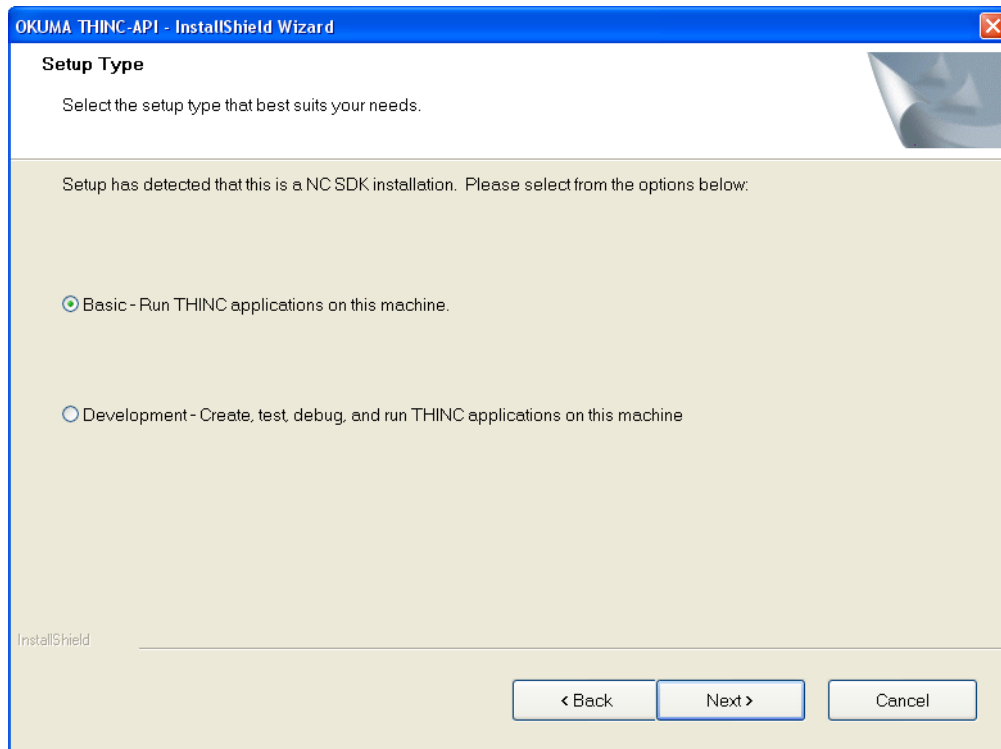 OKUMA THINC-API - InstallShield Wizard
Setup Type
Select the setup type that best suits your needs.
Setup has detected that this is a NC SDK installation. Please select from the options below:
Basic - Run THINC applications on this machine.
Development - Create, test, debug, and run THINC applications on this machine
InstallShield
< Back Next > Cancel